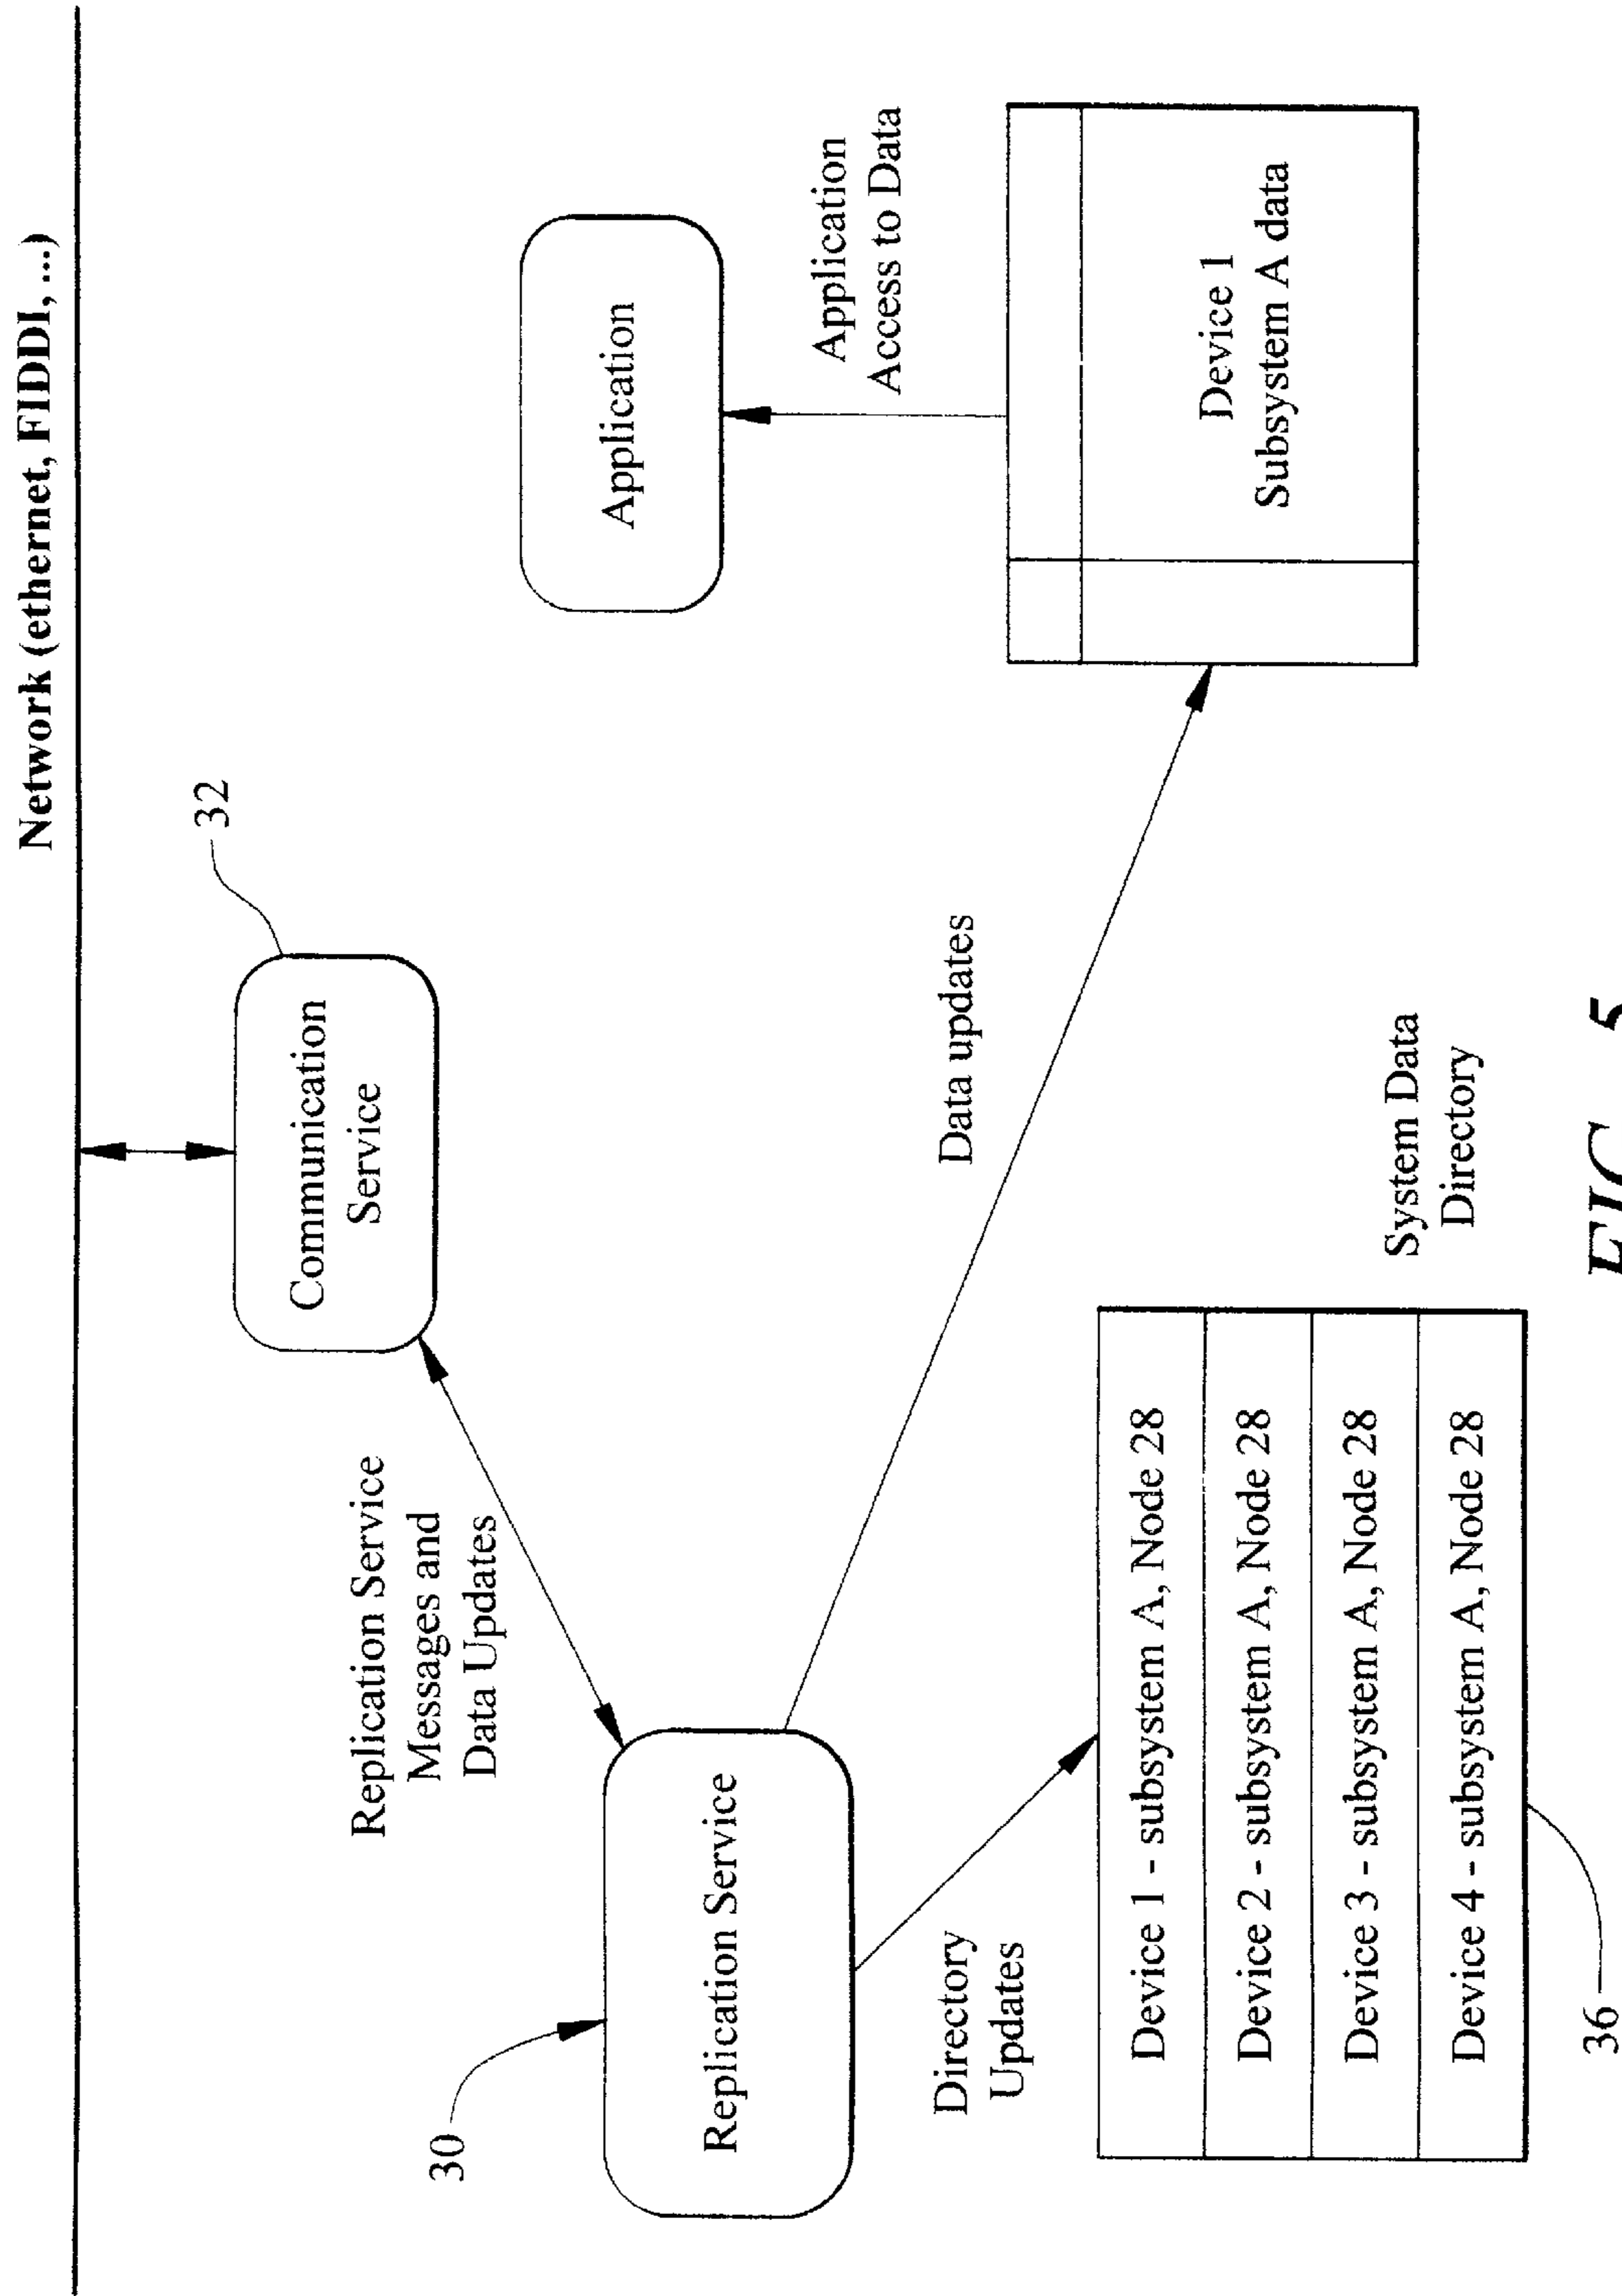 Network (ethernet, FIDDI, ...)
32
Communication
Service
Replication Service
Messages and
Data Updates
30
Replication Service
Application
Application
Access to Data
Data updates
Directory
Updates
Device 1
Subsystem A data
Device 1 - subsystem A, Node 28
Device 2 - subsystem A, Node 28
Device 3 - subsystem A, Node 28
Device 4 - subsystem A, Node 28
System Data
Directory
36
FIG. 5